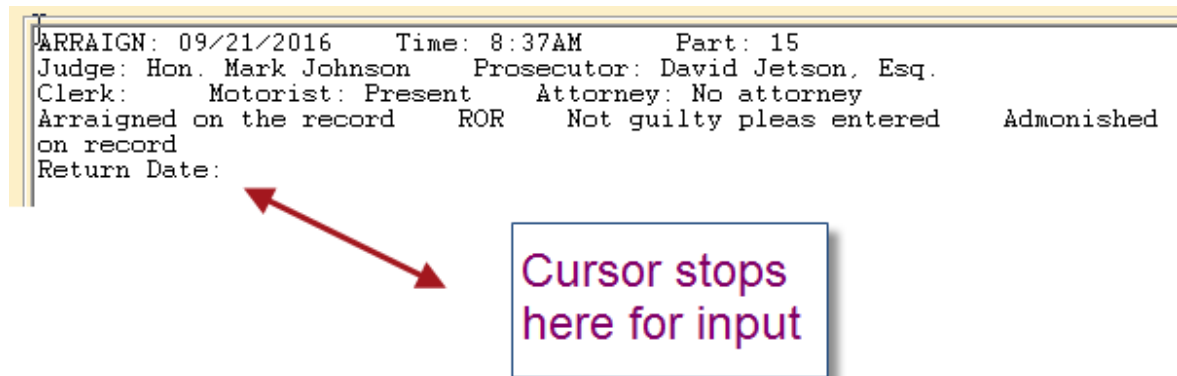 ARRAIGN: 09/21/2016 Time: 8:37AM Part: 15
Judge: Hon. Mark Johnson Prosecutor: David Jetson, Esq.
Clerk: Motorist: Present Attorney: No attorney
Arraigned on the record ROR Not guilty pleas entered Admonished
on record
Return Date:
Cursor stops
here for input